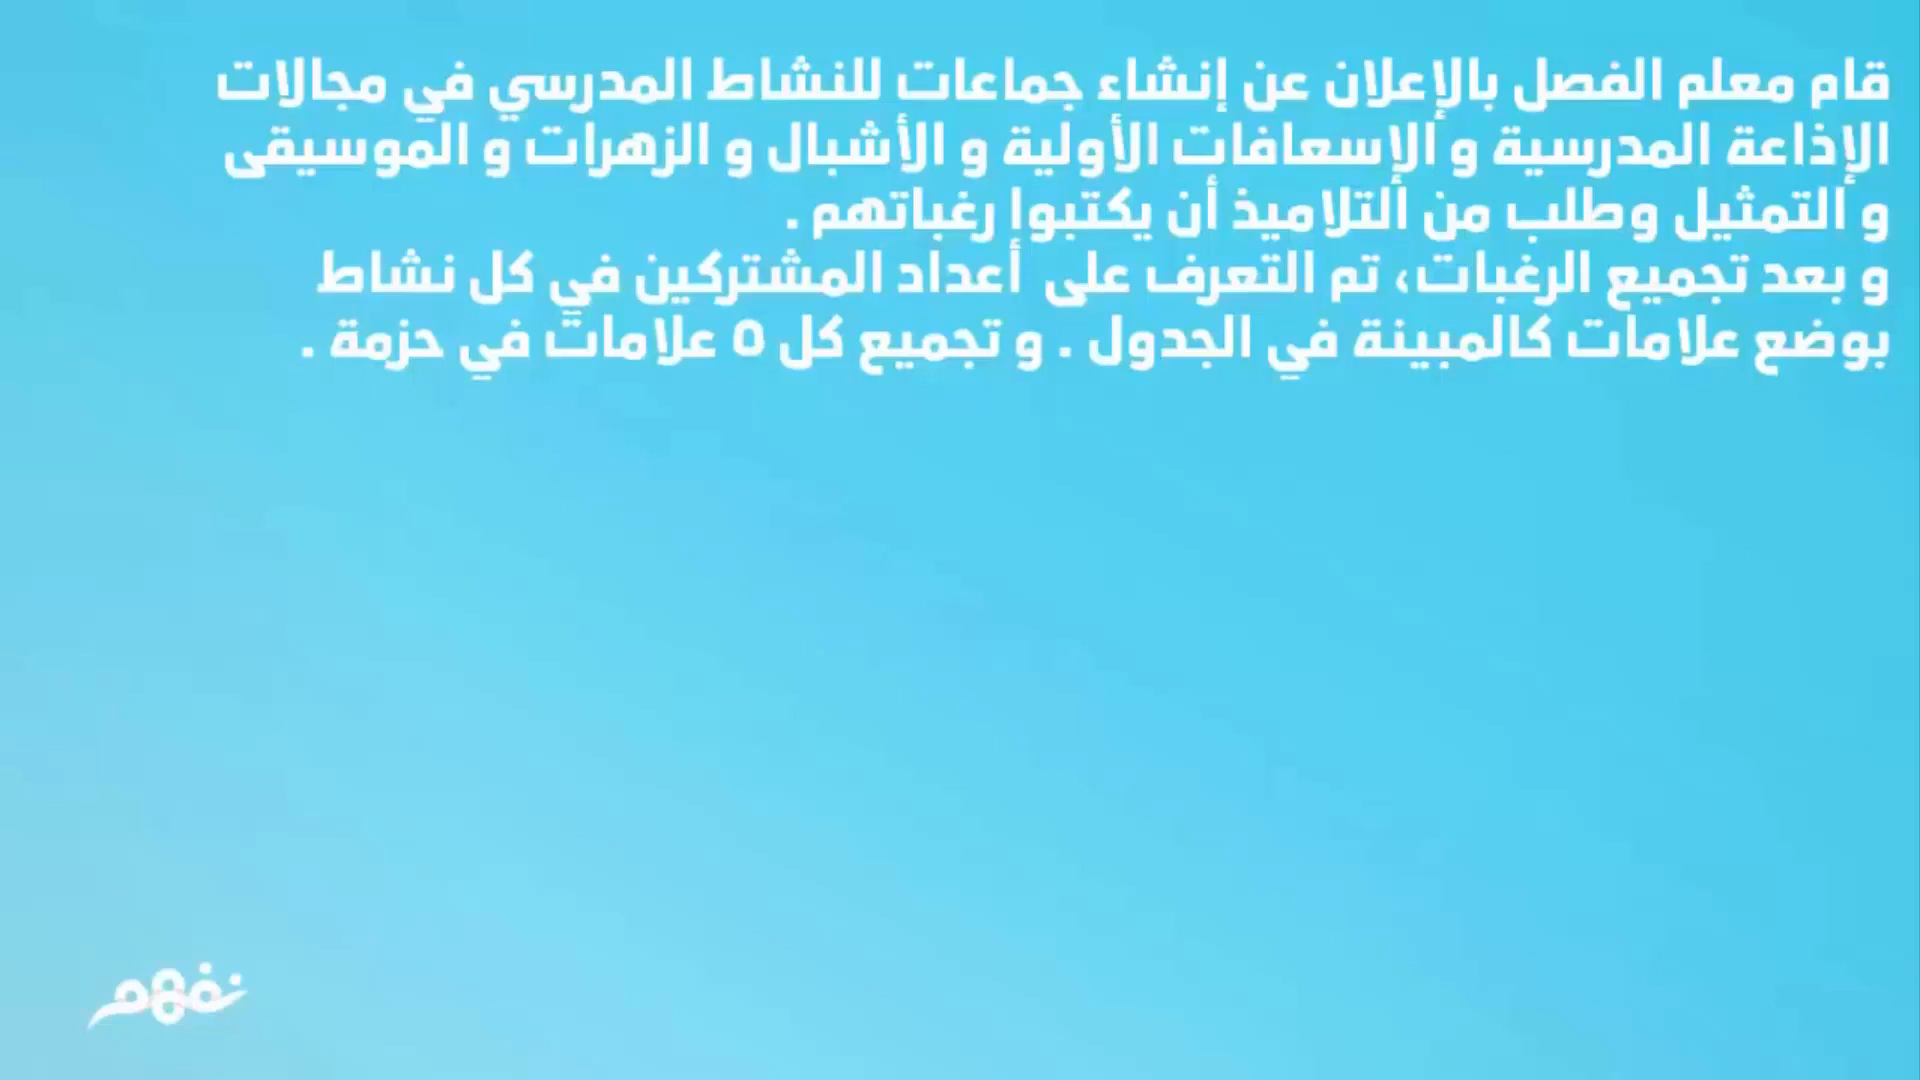 قام معلم الفصل بالإعلان عن إنشاء جماعات للنشاط المدرسي في مجالات
الإذاعة المدرسية و الإسعافات الأولية و الأشبال و الزهرات و الموسيقى
و التمثيل وطلب من التلاميذ أن يكتبوا رغباتهم .
و بعد تجميع الرغبات، تم التعرف على أعداد المشتركين في كل نشاط
بوضع علامات كالمبينة في الجدول . و تجميع كل ٥ علامات في حزمة .
نفهم